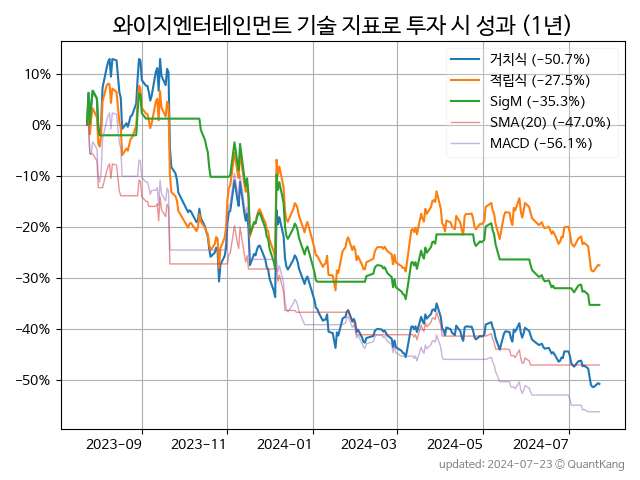 와이지엔터테인먼트 기술 지표로 투자 시 성과 (1년)
거치식 (−50.7%)
적립식 (−27.5%)
SigM (−35.3%)
SMA(20) (−47.0%)
MACD (−56.1%)
10%
0%
−10%
−20%
−30%
−40%
−50%
2023-09 2023-11 2024-01 2024-03 2024-05 2024-07
updated: 2024-07-23 © QuantKang